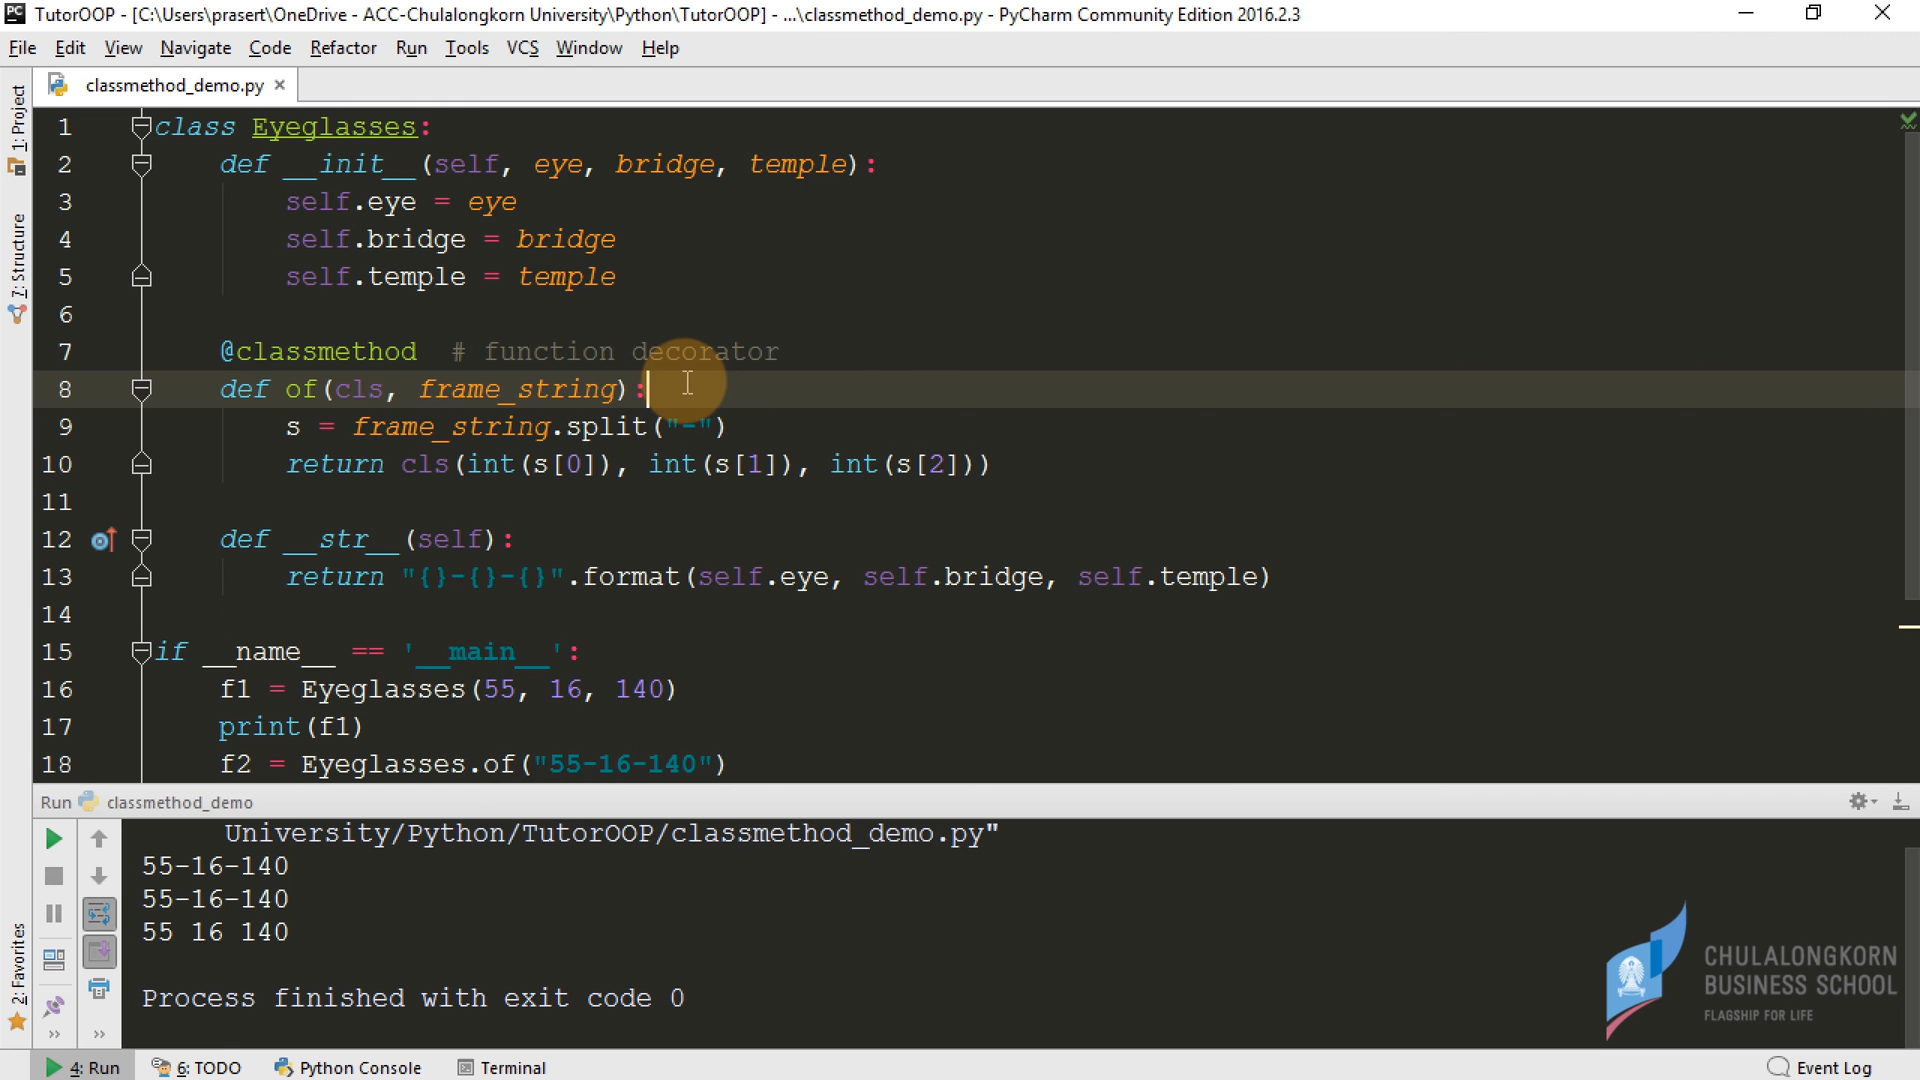 TutorOOP - [C:\Users\prasert\OneDrive - ACC-Chulalongkorn University\Python\TutorOOP] - ...\classmethod_demo.py - PyCharm Community Edition 2016.2.3
File Edit View Navigate Code Refactor Run Tools VCS Window Help
classmethod_demo.py
1: Project
7: Structure
2: Favorites
1 class Eyeglasses:
2 def __init__(self, eye, bridge, temple):
3 self.eye = eye
4 self.bridge = bridge
5 self.temple = temple
6
7 @classmethod # function decorator
8 def of(cls, frame_string):
9 s = frame_string.split("-")
10 return cls(int(s[0]), int(s[1]), int(s[2]))
11
12 def __str__(self):
13 return "{}-{}-{}".format(self.eye, self.bridge, self.temple)
14
15 if __name__ == '__main__':
16 f1 = Eyeglasses(55, 16, 140)
17 print(f1)
18 f2 = Eyeglasses.of("55-16-140")
Run classmethod_demo
University/Python/TutorOOP/classmethod_demo.py"
55-16-140
55-16-140
55 16 140
Process finished with exit code 0
CHULALONGKORN
BUSINESS SCHOOL
FLAGSHIP FOR LIFE
4: Run 6: TODO Python Console Terminal Event Log